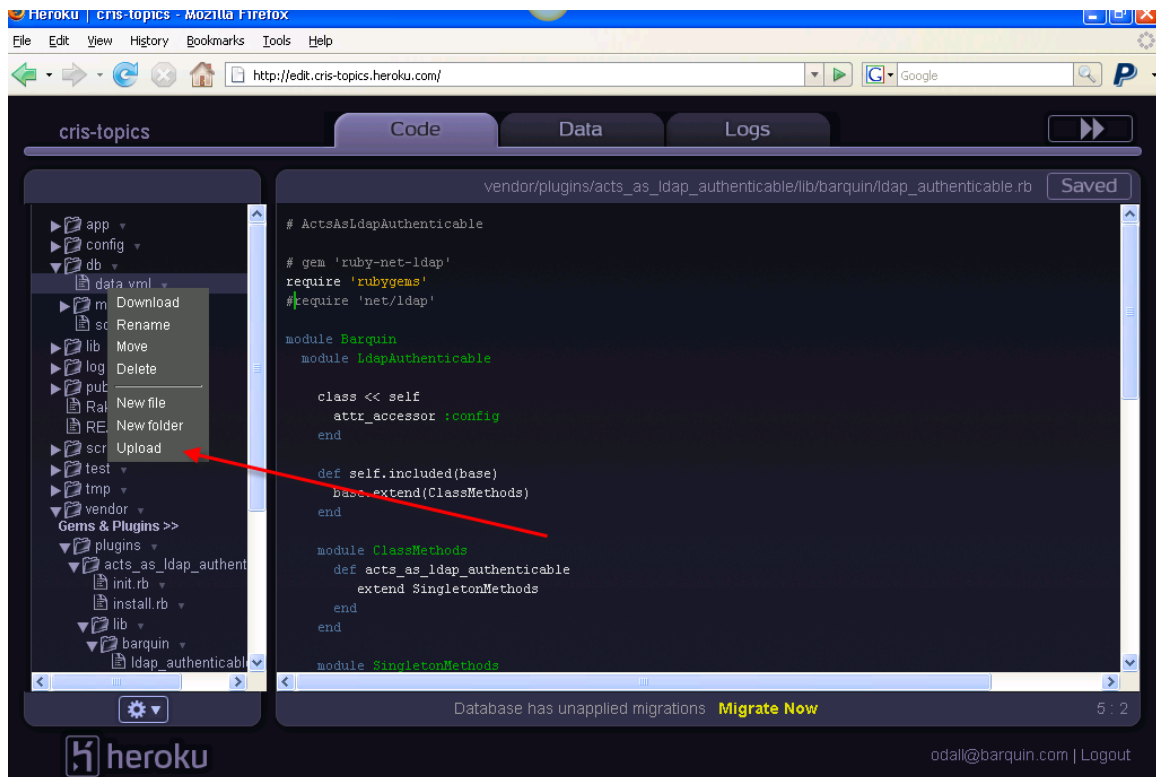 Heroku | cris-topics - Mozilla Firefox
File Edit View History Bookmarks Tools Help
http://edit.cris-topics.heroku.com/
G Google
cris-topics
Code Data Logs
vendor/plugins/acts_as_ldap_authenticable/lib/barquin/ldap_authenticable.rb Saved
app
config
db
data.yml
Download
Rename
Move
Delete
New file
New folder
Upload
lib
log
test
tmp
vendor
Gems & Plugins >>
plugins
acts_as_ldap_authent
init.rb
install.rb
lib
barquin
ldap_authenticabl
# ActsAsLdapAuthenticable
# gem 'ruby-net-ldap'
require 'rubygems'
#require 'net/ldap'
module Barquin
module LdapAuthenticable
class << self
attr_accessor :config
end
def self.included(base)
base.extend(ClassMethods)
end
module ClassMethods
def acts_as_ldap_authenticable
extend SingletonMethods
end
end
module SingletonMethods
Database has unapplied migrations Migrate Now
5 : 2
heroku
odall@barquin.com | Logout